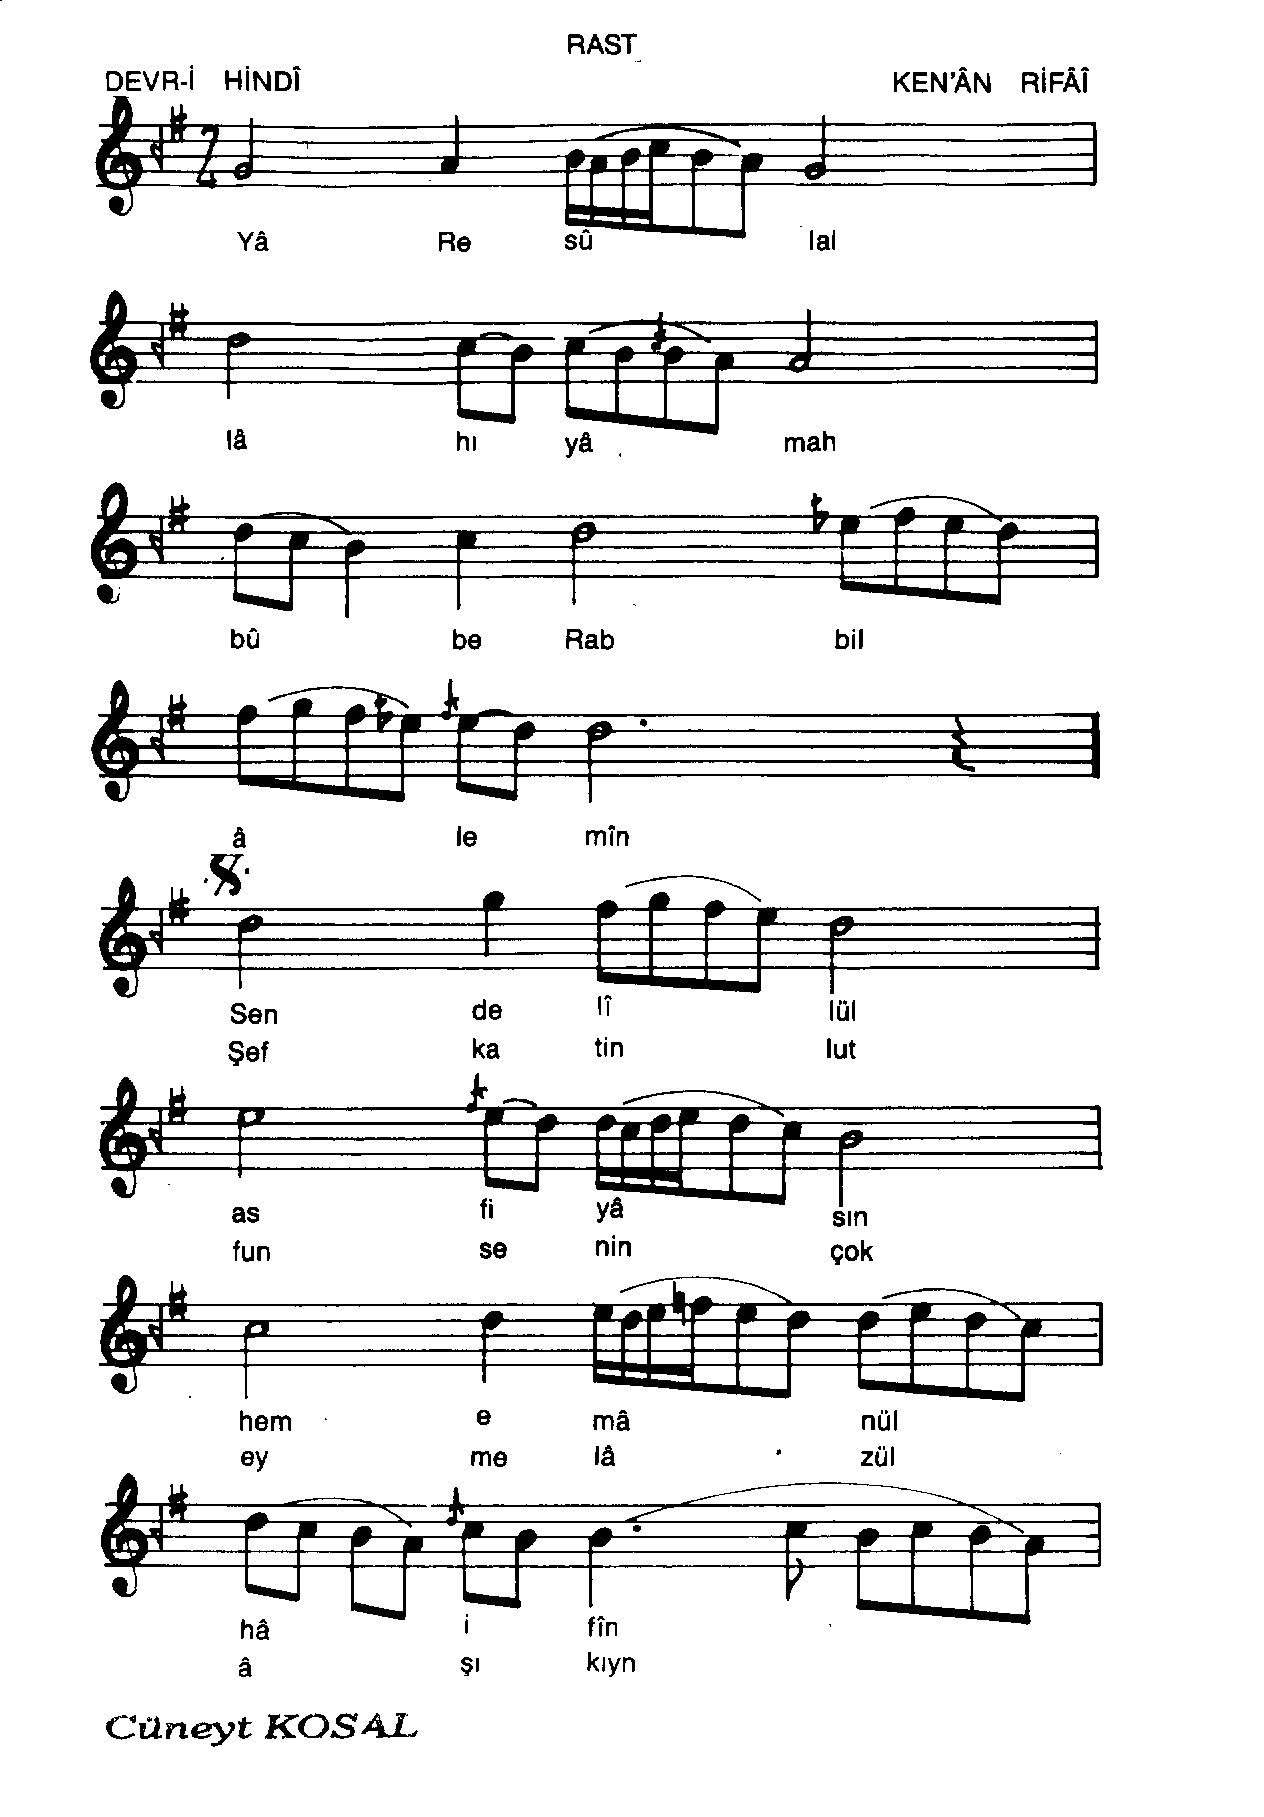 RAST
DEVR-İ HİNDÎ KEN'ÂN RİFÂÎ
7/4
Yâ Re sû lal
lâ hı yâ mah
bû be Rab bil
â le mîn
Sen de lî lül
Şef ka tin lut
as fi yâ sın
fun se nin çok
hem e mâ nül
ey me lâ zül
hâ i fîn
â şı kıyn
Cüneyt KOSAL